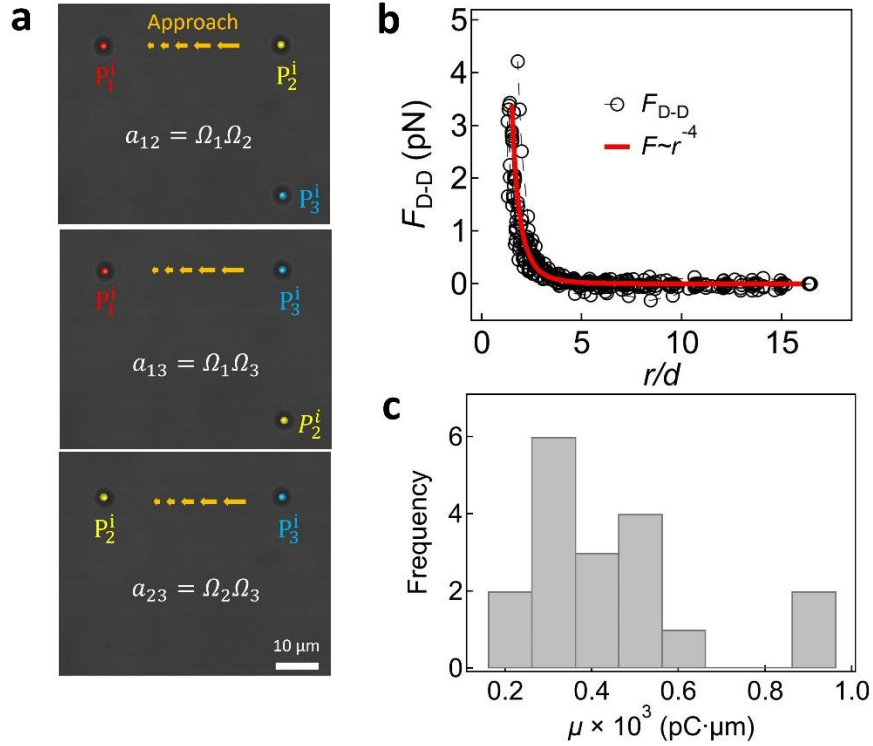 a
Approach
P₁ⁱ
P₂ⁱ
a₁₂ = Ω₁Ω₂
P₃ⁱ
P₁ⁱ
P₃ⁱ
a₁₃ = Ω₁Ω₃
P₂ⁱ
P₂ⁱ
P₃ⁱ
a₂₃ = Ω₂Ω₃
10 μm
b
5
4
3
2
1
0
F_D-D (pN)
F_D-D
F~r⁻⁴
0 5 10 15
r/d
c
6
4
2
0
Frequency
0.2 0.4 0.6 0.8 1.0
μ × 10³ (pC·μm)